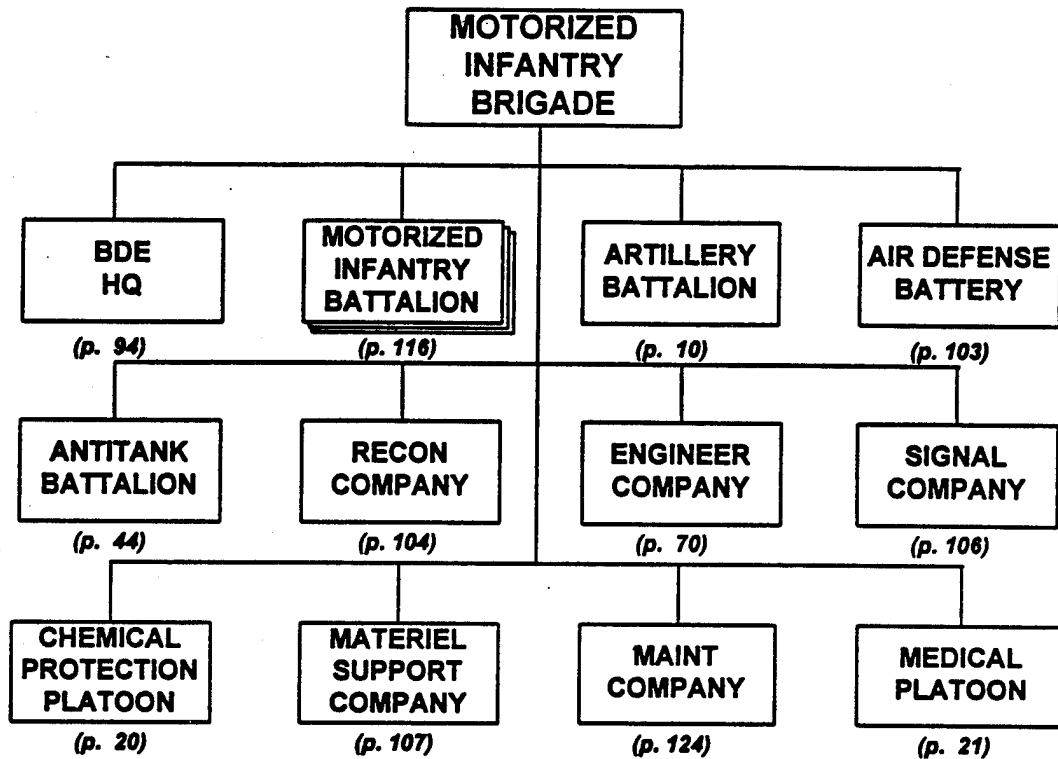 MOTORIZED
INFANTRY
BRIGADE
BDE
HQ
(p. 94)
MOTORIZED
INFANTRY
BATTALION
(p. 116)
ARTILLERY
BATTALION
(p. 10)
AIR DEFENSE
BATTERY
(p. 103)
ANTITANK
BATTALION
(p. 44)
RECON
COMPANY
(p. 104)
ENGINEER
COMPANY
(p. 70)
SIGNAL
COMPANY
(p. 106)
CHEMICAL
PROTECTION
PLATOON
(p. 20)
MATERIEL
SUPPORT
COMPANY
(p. 107)
MAINT
COMPANY
(p. 124)
MEDICAL
PLATOON
(p. 21)